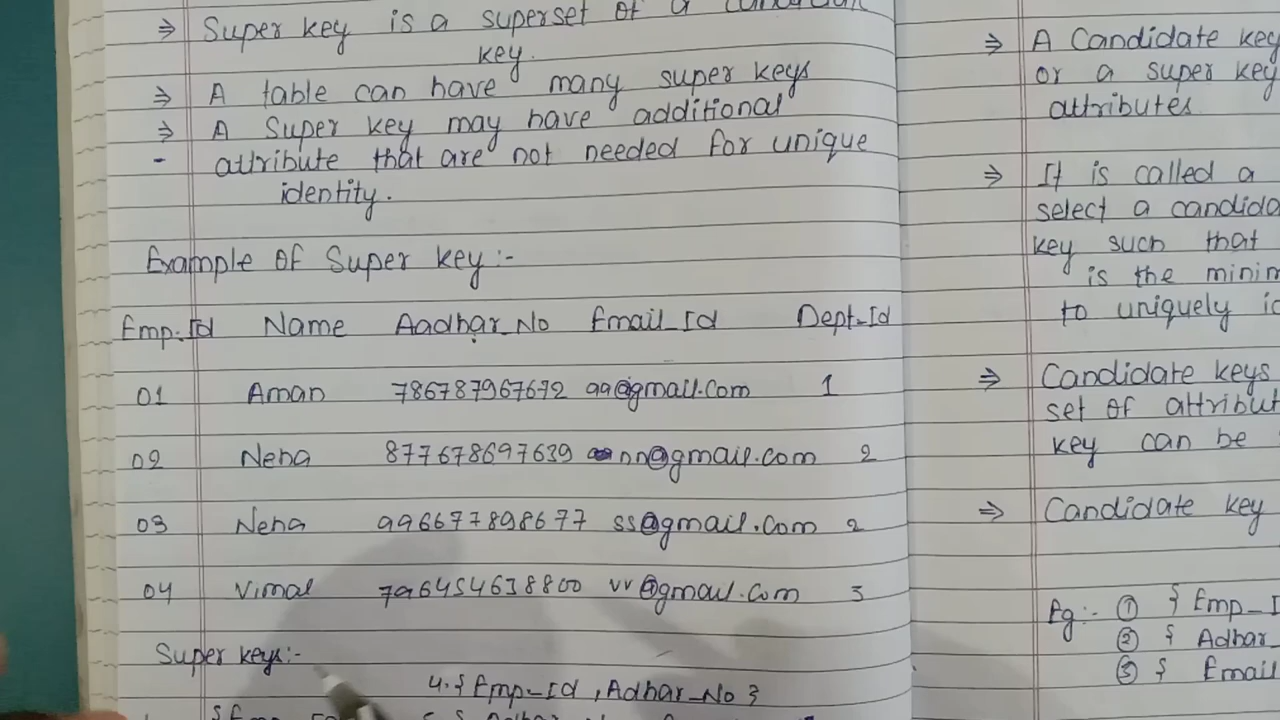 ⇒ Super key is a superset of a
key.
⇒ A table can have many super keys
⇒ A Super key may have additional
- attribute that are not needed for unique
identity.
Example of Super key:-
Emp_Id Name Aadhar_No Email_Id Dept_Id
01 Aman 786787967672 aa@gmail.com 1
02 Neha 877678697639 nn@gmail.com 2
03 Neha 996677898677 ss@gmail.com 2
04 Vimal 796454638800 vv@gmail.com 3
Super keys:-
4. { Emp_Id , Adhar_No }
⇒ A Candidate key
or a super key
attributes.
⇒ It is called a
select a
key such that
is the
to uniquely
⇒ Candidate keys
set of
key can be
⇒ Candidate key
Eg:- ① { Emp_I
② { Adhar_
③ { Email